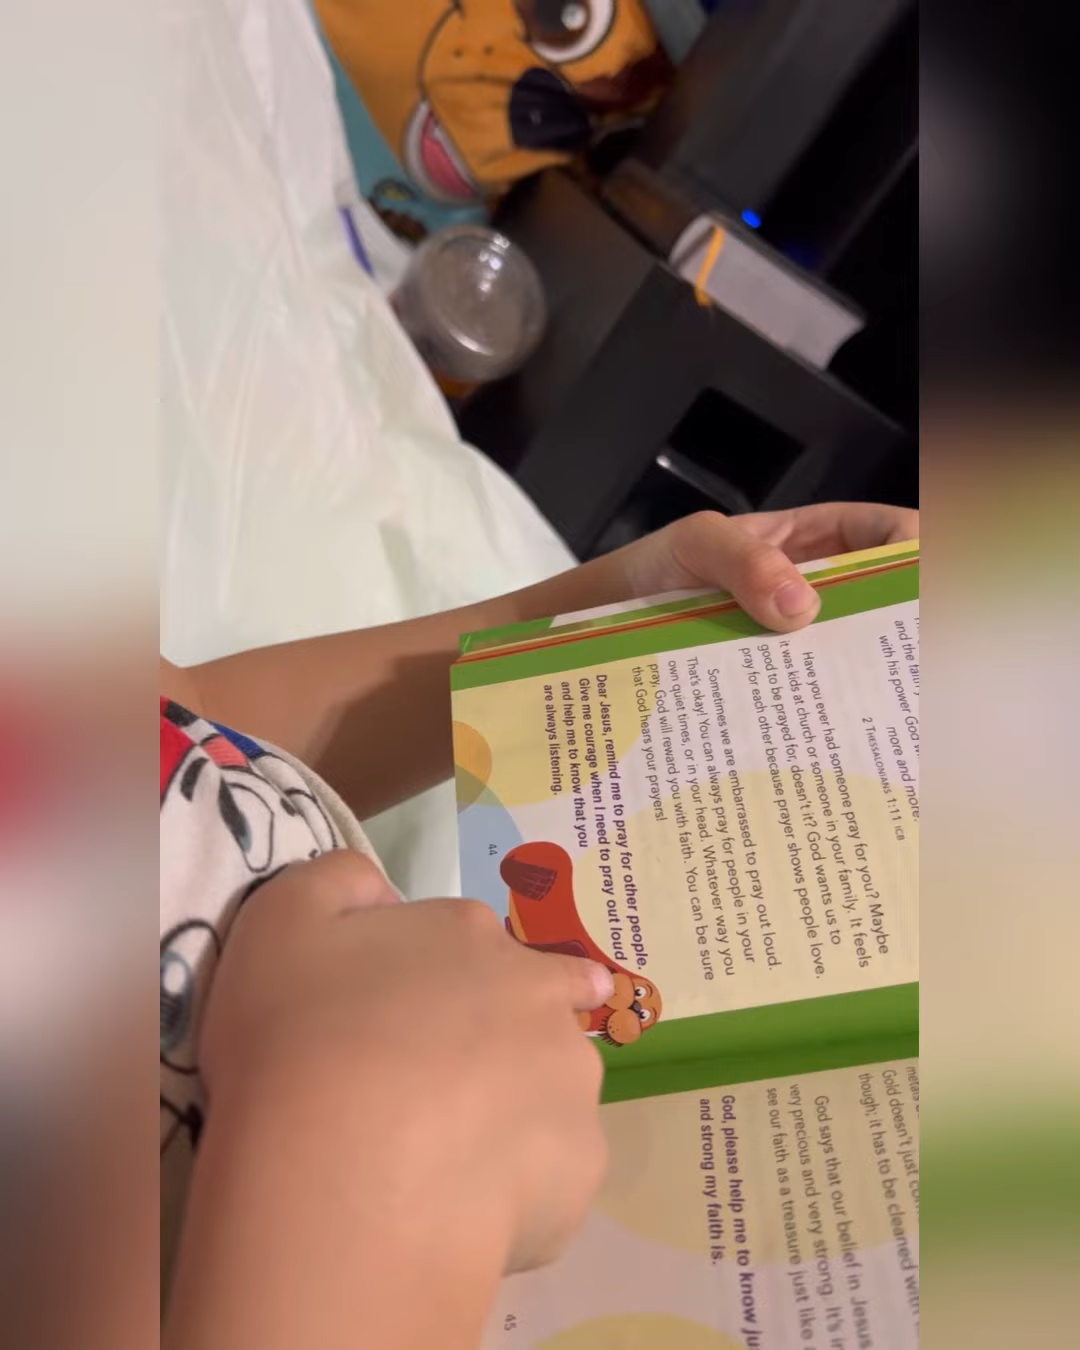 and the
with his power God
more and more.
2 THESSALONIANS 1:11 ICB
Have you ever had someone pray for you? Maybe
it was kids at church or someone in your family. It feels
good to be prayed for, doesn't it? God wants us to
pray for each other because prayer shows people love.
Sometimes we are embarrassed to pray out loud.
That's okay! You can always pray for people in your
own quiet times, or in your head. Whatever way you
pray, God will reward you with faith. You can be sure
that God hears your prayers!
Dear Jesus, remind me to pray for other people.
Give me courage when I need to pray out loud
and help me to know that you
are always listening.
44
metals
Gold doesn't just
though; it has to be cleaned with
God says that our belief in Jesus
very precious and very strong. It's
see our faith as a treasure just like
God, please help me to know
and strong my faith is.
45